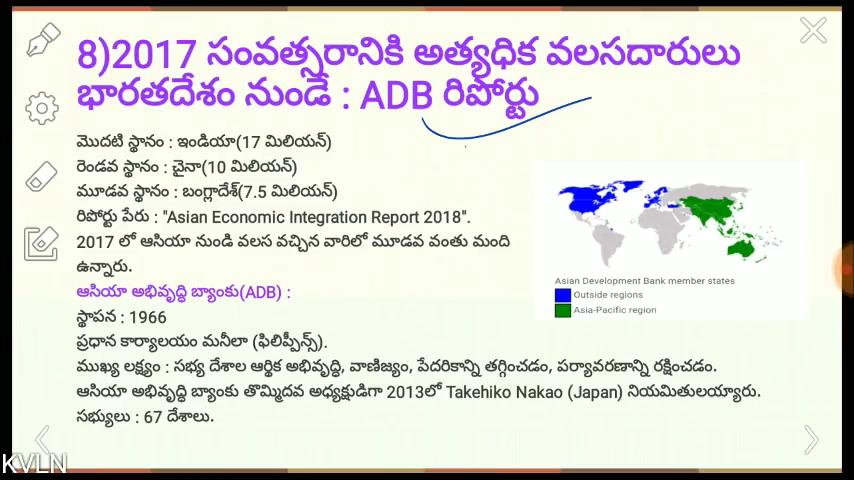 8)2017 సంవత్సరానికి అత్యధిక వలసదారులు
భారతదేశం నుండే : ADB రిపోర్టు
మొదటి స్థానం : ఇండియా(17 మిలియన్)
రెండవ స్థానం : చైనా(10 మిలియన్)
మూడవ స్థానం : బంగ్లాదేశ్(7.5 మిలియన్)
రిపోర్టు పేరు : "Asian Economic Integration Report 2018".
2017 లో ఆసియా నుండి వలస వచ్చిన వారిలో మూడవ వంతు మంది
ఉన్నారు.
ఆసియా అభివృద్ధి బ్యాంకు(ADB) :
స్థాపన : 1966
ప్రధాన కార్యాలయం మనీలా (ఫిలిప్పీన్స్).
ముఖ్య లక్ష్యం : సభ్య దేశాల ఆర్థిక అభివృద్ధి, వాణిజ్యం, పేదరికాన్ని తగ్గించడం, పర్యావరణాన్ని రక్షించడం.
ఆసియా అభివృద్ధి బ్యాంకు తొమ్మిదవ అధ్యక్షుడిగా 2013లో Takehiko Nakao (Japan) నియమితులయ్యారు.
సభ్యులు : 67 దేశాలు.
Asian Development Bank member states
Outside regions
Asia-Pacific region
KVLN